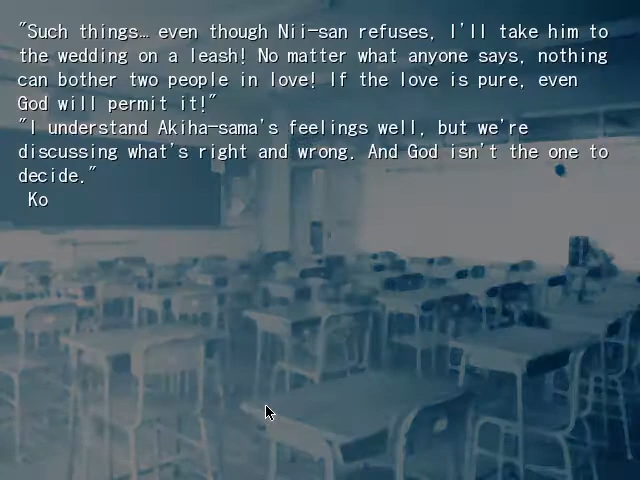 "Such things… even though Nii-san refuses, I'll take him to
the wedding on a leash! No matter what anyone says, nothing
can bother two people in love! If the love is pure, even
God will permit it!"
"I understand Akiha-sama's feelings well, but we're
discussing what's right and wrong. And God isn't the one to
decide."
Ko